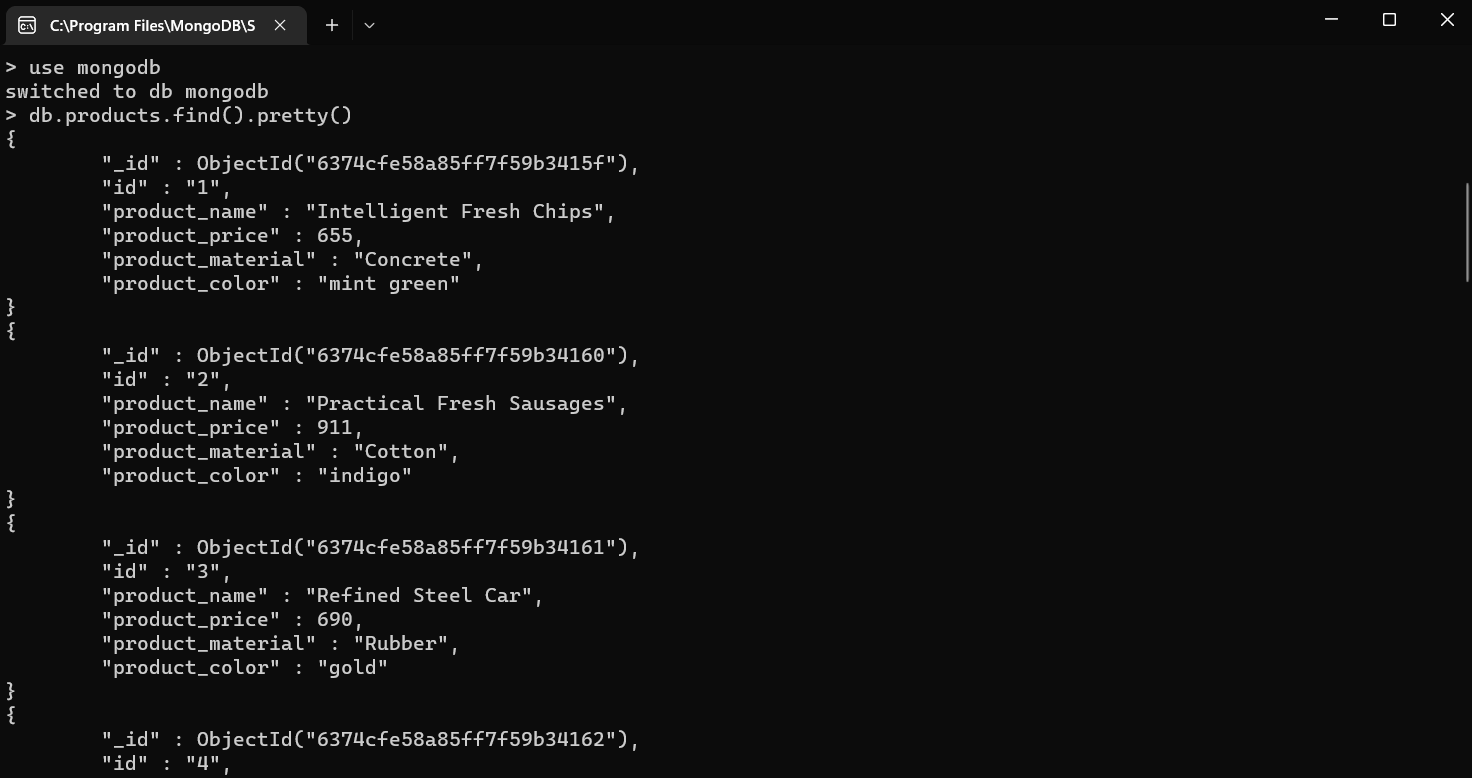 C:\Program Files\MongoDB\S
> use mongodb
switched to db mongodb
> db.products.find().pretty()
{
        "_id" : ObjectId("6374cfe58a85ff7f59b3415f"),
        "id" : "1",
        "product_name" : "Intelligent Fresh Chips",
        "product_price" : 655,
        "product_material" : "Concrete",
        "product_color" : "mint green"
}
{
        "_id" : ObjectId("6374cfe58a85ff7f59b34160"),
        "id" : "2",
        "product_name" : "Practical Fresh Sausages",
        "product_price" : 911,
        "product_material" : "Cotton",
        "product_color" : "indigo"
}
{
        "_id" : ObjectId("6374cfe58a85ff7f59b34161"),
        "id" : "3",
        "product_name" : "Refined Steel Car",
        "product_price" : 690,
        "product_material" : "Rubber",
        "product_color" : "gold"
}
{
        "_id" : ObjectId("6374cfe58a85ff7f59b34162"),
        "id" : "4",